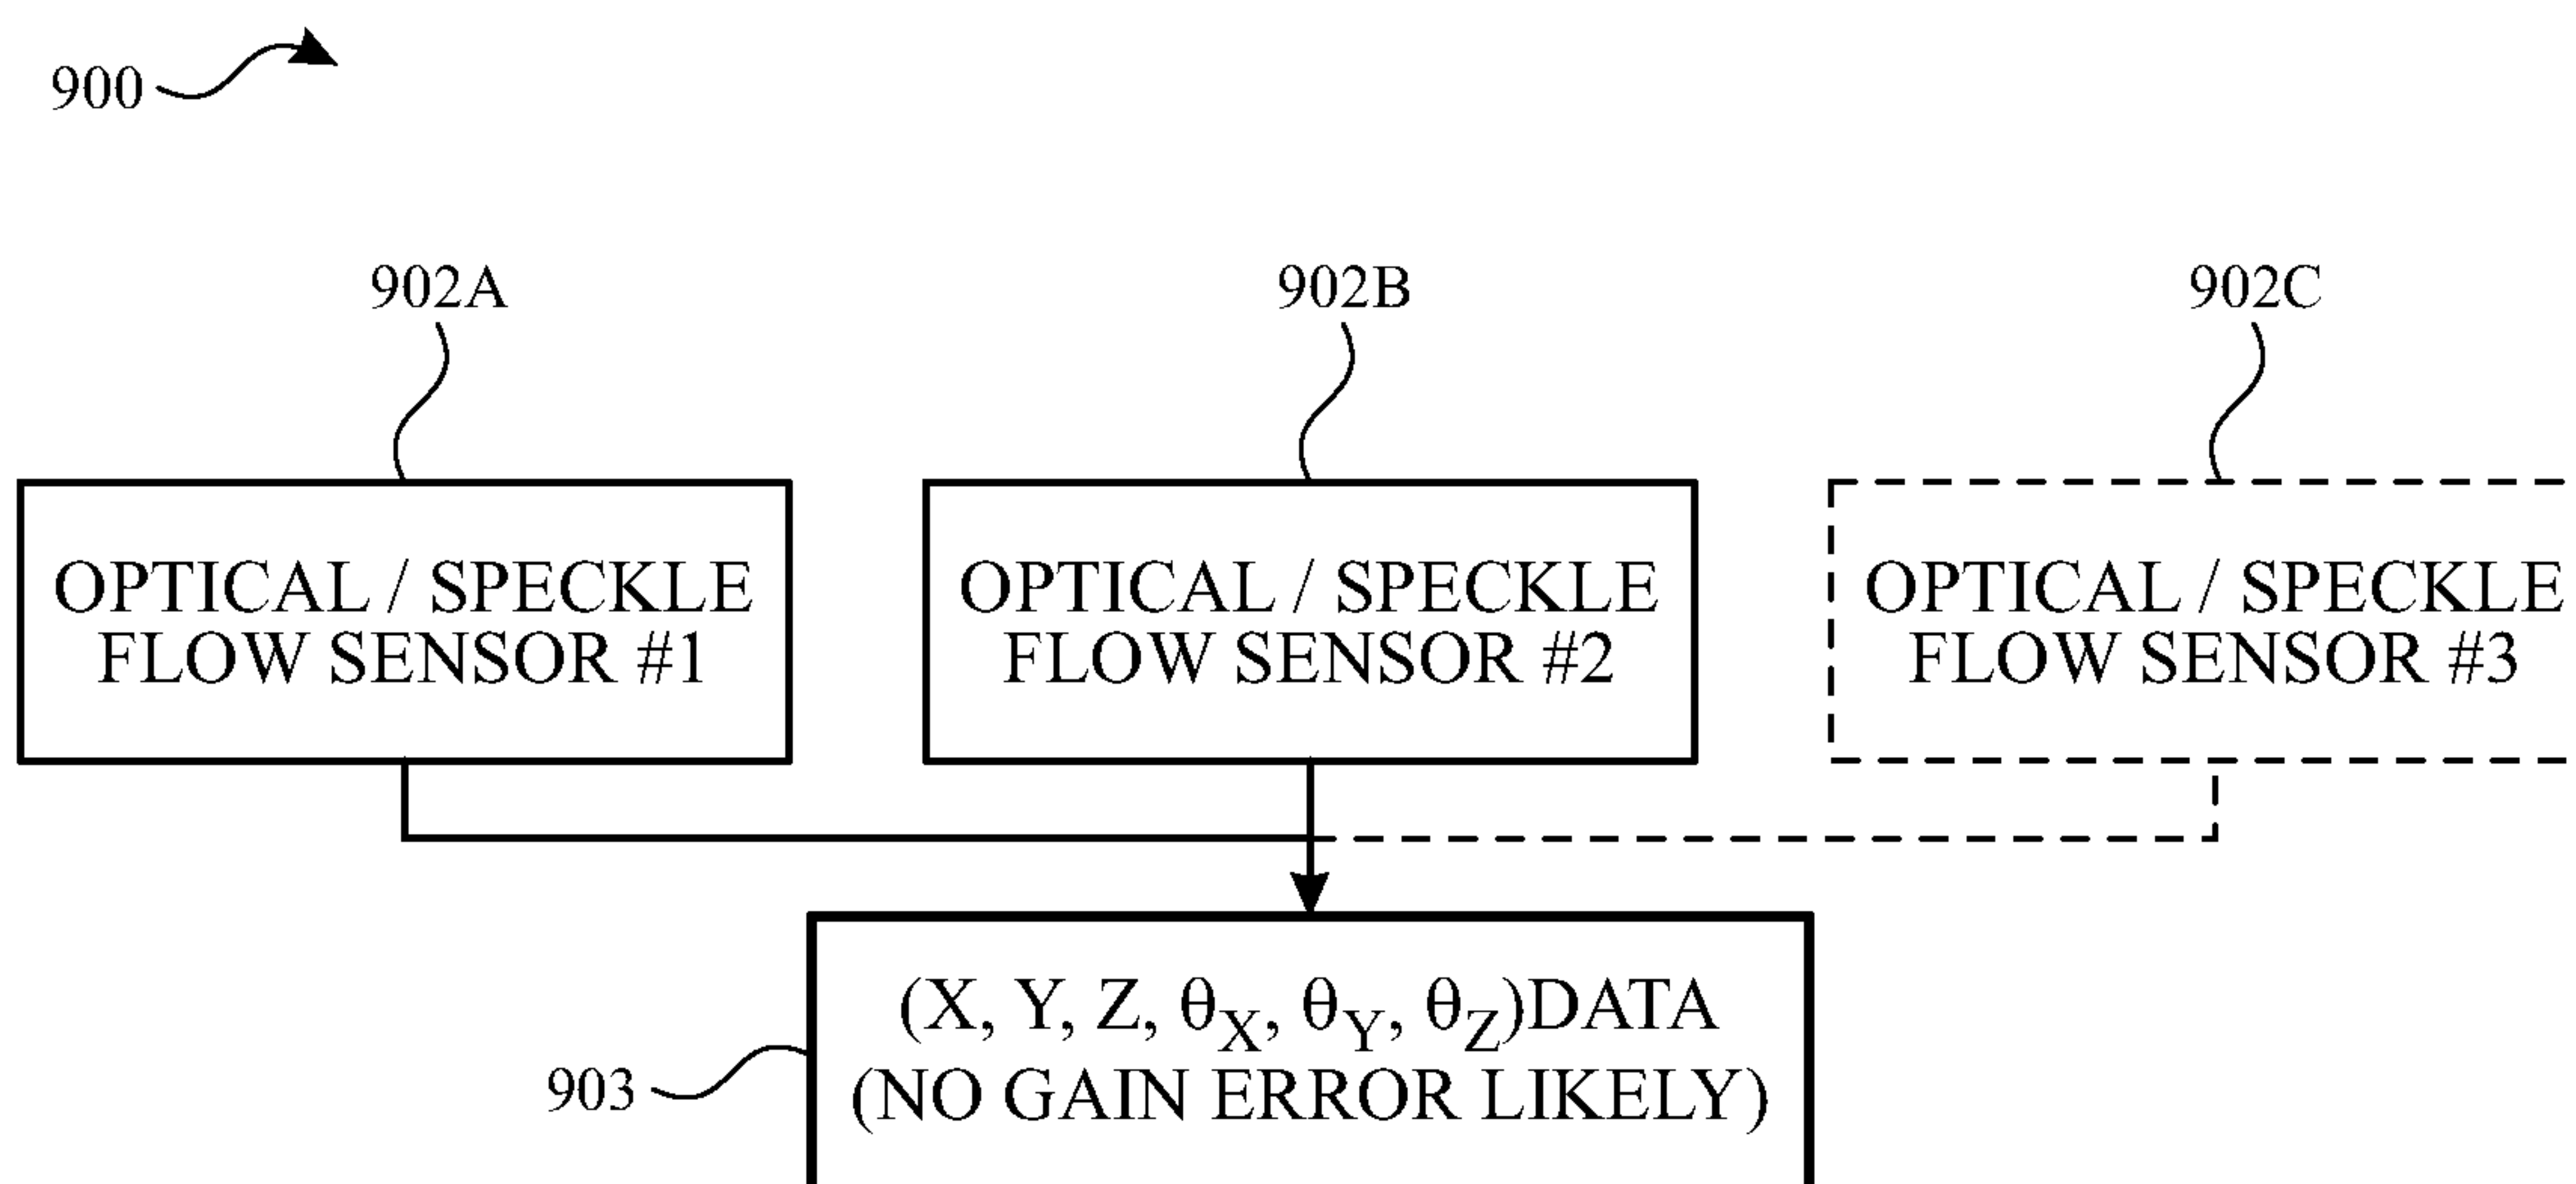 900
902A
902B
902C
OPTICAL / SPECKLE
FLOW SENSOR #1
OPTICAL / SPECKLE
FLOW SENSOR #2
OPTICAL / SPECKLE
FLOW SENSOR #3
(X, Y, Z, θX, θY, θZ)DATA
(NO GAIN ERROR LIKELY)
903